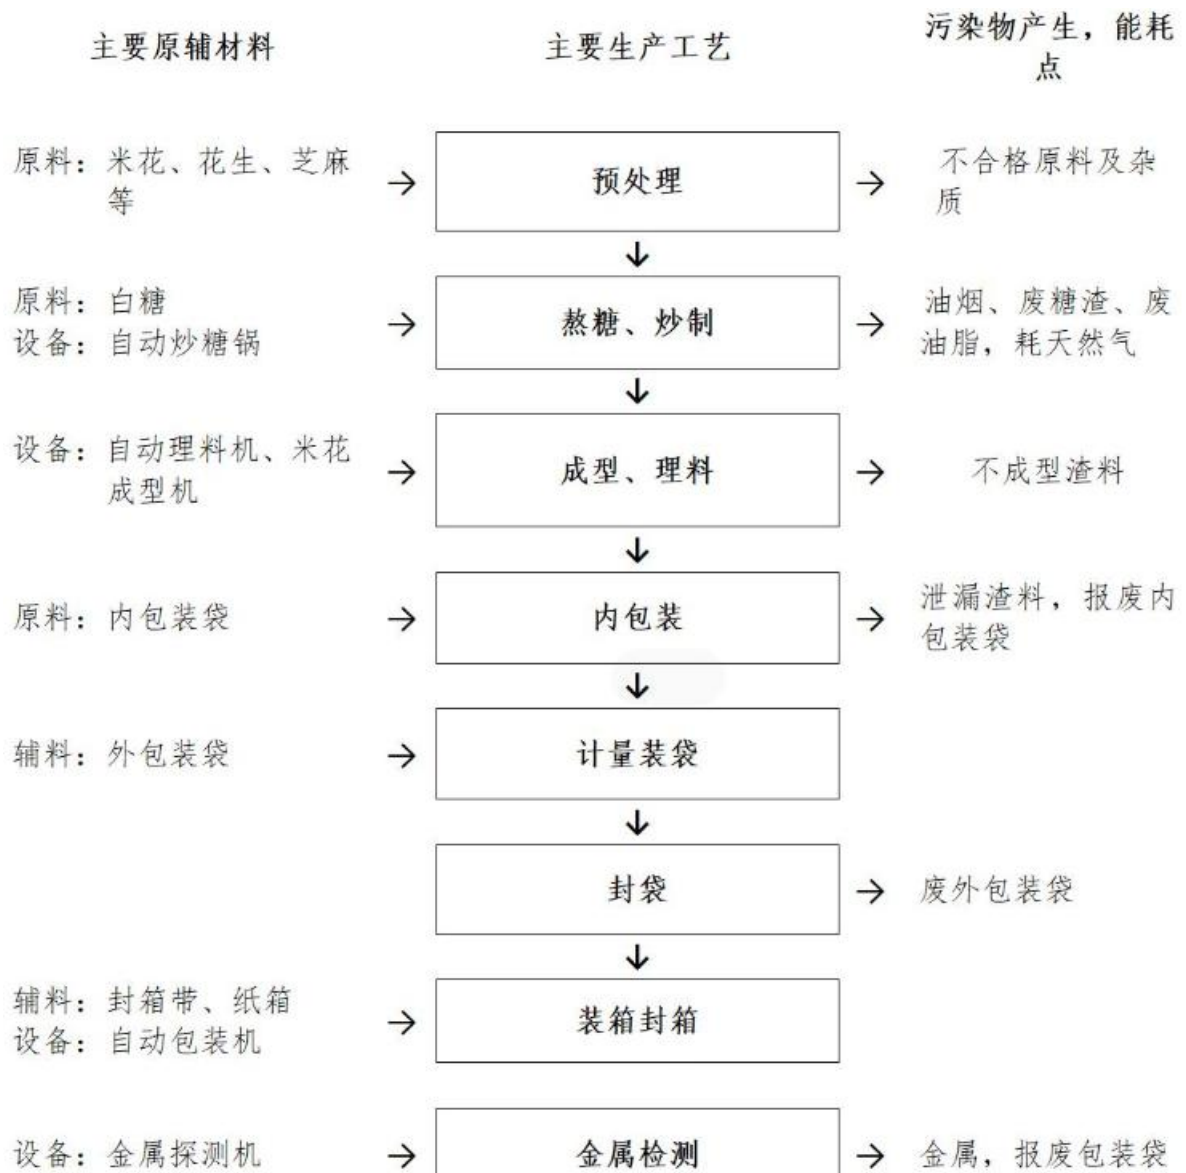 主要原辅材料
主要生产工艺
污染物产生，能耗
点
原料：米花、花生、芝麻
等
→
预处理
→
不合格原料及杂
质
↓
原料：白糖
设备：自动炒糖锅
→
熬糖、炒制
→
油烟、废糖渣、废
油脂，耗天然气
↓
设备：自动理料机、米花
成型机
→
成型、理料
→
不成型渣料
↓
原料：内包装袋
→
内包装
→
泄漏渣料，报废内
包装袋
↓
辅料：外包装袋
→
计量装袋
↓
封袋
→
废外包装袋
↓
辅料：封箱带、纸箱
设备：自动包装机
→
装箱封箱
设备：金属探测机
→
金属检测
→
金属，报废包装袋